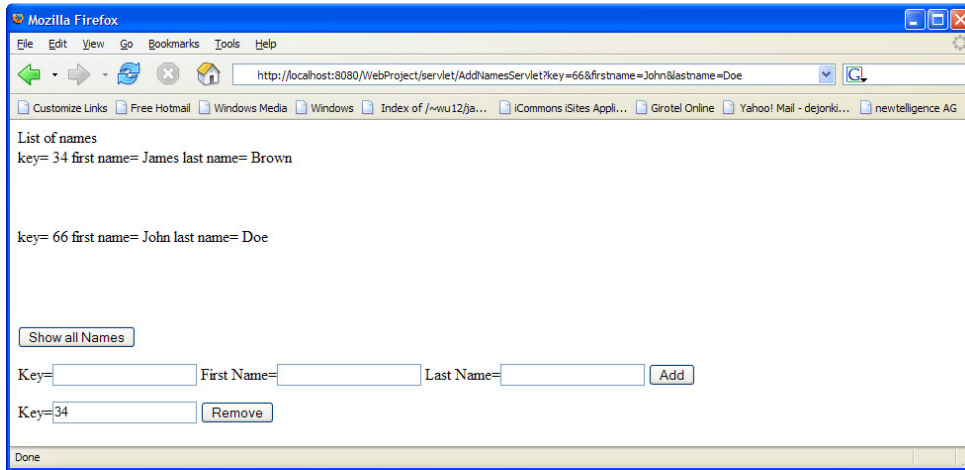 Mozilla Firefox
File Edit View Go Bookmarks Tools Help
http://localhost:8080/WebProject/servlet/AddNamesServlet?key=66&firstname=John&lastname=Doe G
Customize Links Free Hotmail Windows Media Windows Index of /~wu12/ja... iCommons iSites Appli... Girotel Online Yahoo! Mail - dejonki... newtelligence AG
List of names
key= 34 first name= James last name= Brown
key= 66 first name= John last name= Doe
Show all Names
Key= First Name= Last Name= Add
Key=34 Remove
Done